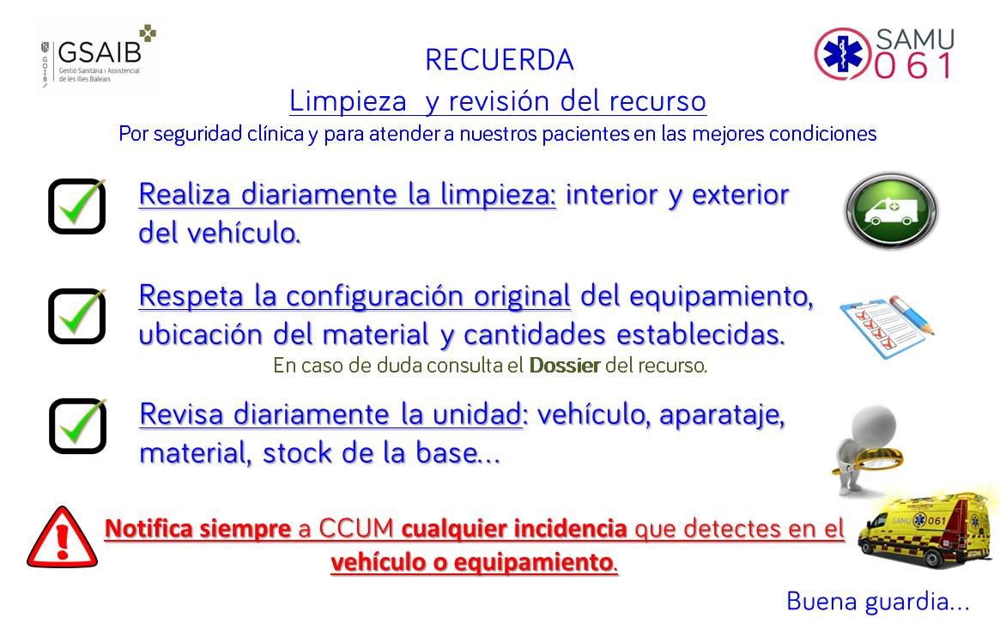 GOIB
GSAIB
Gestió Sanitària i Assistencial
de les Illes Balears
SAMU
061
RECUERDA
Limpieza y revisión del recurso
Por seguridad clínica y para atender a nuestros pacientes en las mejores condiciones
Realiza diariamente la limpieza: interior y exterior
del vehículo.
Respeta la configuración original del equipamiento,
ubicación del material y cantidades establecidas.
En caso de duda consulta el Dossier del recurso.
Revisa diariamente la unidad: vehículo, aparataje,
material, stock de la base...
Notifica siempre a CCUM cualquier incidencia que detectes en el
vehículo o equipamiento.
AMBULÀNCIA
SAMU 061
Buena guardia...